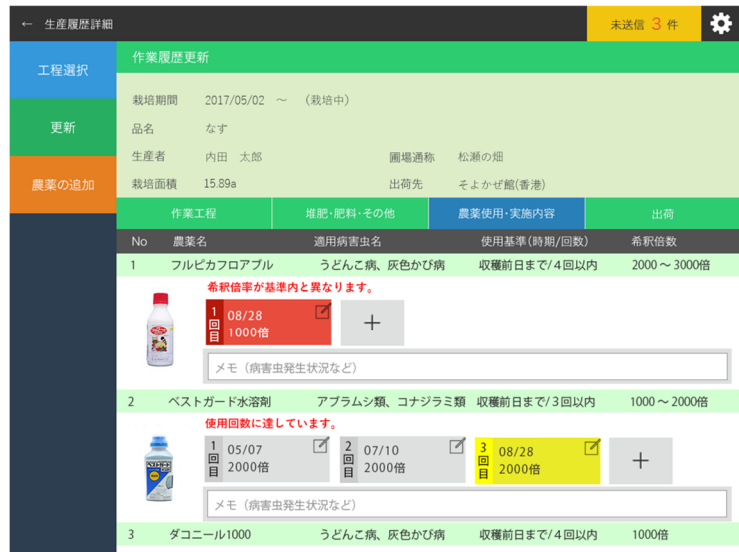 ← 生産履歴詳細 未送信 3 件
工程選択
更新
農薬の追加
作業履歴更新
栽培期間 2017/05/02 ～ （栽培中）
品名 なす
生産者 内田 太郎 圃場通称 松瀬の畑
栽培面積 15.89a 出荷先 そよかぜ館(香港)
作業工程 堆肥・肥料・その他 農薬使用・実施内容 出荷
No 農薬名 適用病害虫名 使用基準(時期/回数) 希釈倍数
1 フルピカフロアブル うどんこ病、灰色かび病 収穫前日まで/４回以内 2000～3000倍
希釈倍率が基準内と異なります。
1回目 08/28 1000倍 ＋
メモ（病害虫発生状況など）
2 ベストガード水溶剤 アブラムシ類、コナジラミ類 収穫前日まで/３回以内 1000～2000倍
使用回数に達しています。
1回目 05/07 2000倍 2回目 07/10 2000倍 3回目 08/28 2000倍 ＋
メモ（病害虫発生状況など）
3 ダコニール1000 うどんこ病、灰色かび病 収穫前日まで/４回以内 1000倍